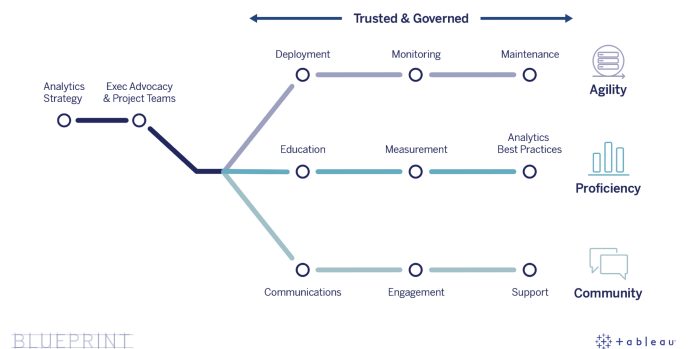 Trusted & Governed
Deployment
Monitoring
Maintenance
Agility
Analytics
Strategy
Exec Advocacy
& Project Teams
Education
Measurement
Analytics
Best Practices
Proficiency
Communications
Engagement
Support
Community
BLUEPRINT
+ a b l e a u